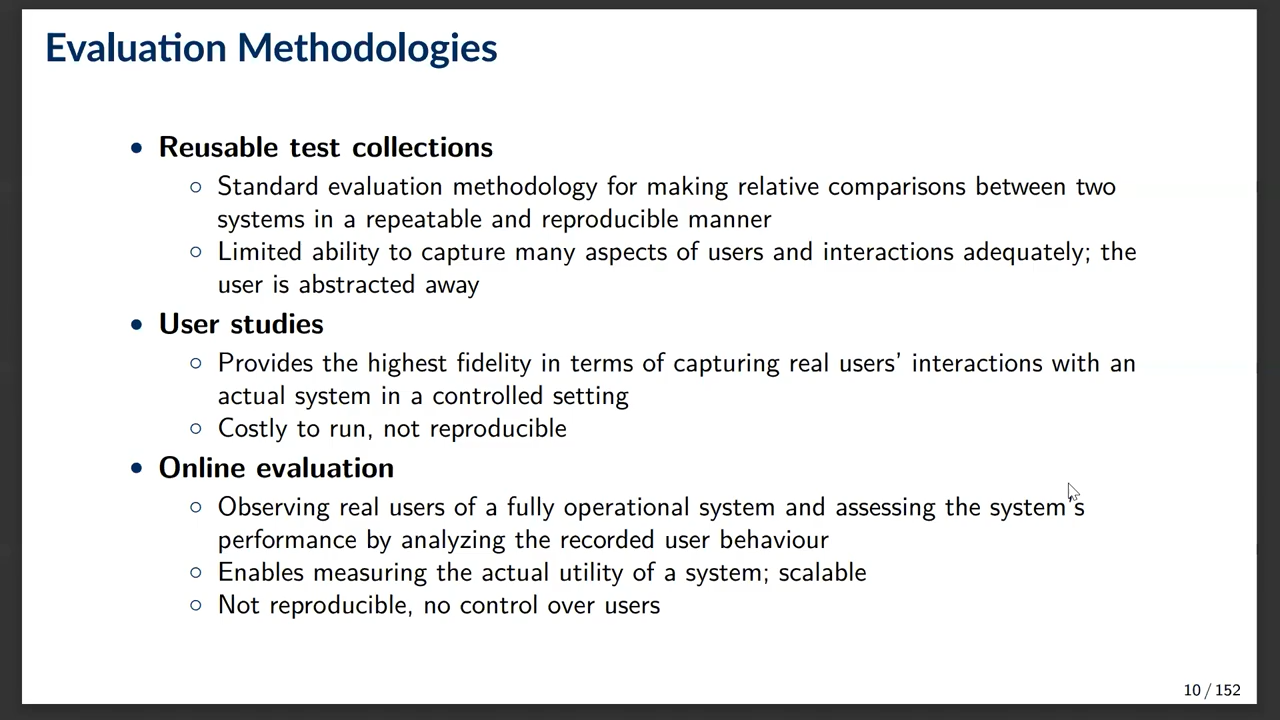 Evaluation Methodologies
• Reusable test collections
◦ Standard evaluation methodology for making relative comparisons between two
systems in a repeatable and reproducible manner
◦ Limited ability to capture many aspects of users and interactions adequately; the
user is abstracted away
• User studies
◦ Provides the highest fidelity in terms of capturing real users’ interactions with an
actual system in a controlled setting
◦ Costly to run, not reproducible
• Online evaluation
◦ Observing real users of a fully operational system and assessing the system’s
performance by analyzing the recorded user behaviour
◦ Enables measuring the actual utility of a system; scalable
◦ Not reproducible, no control over users
10 / 152